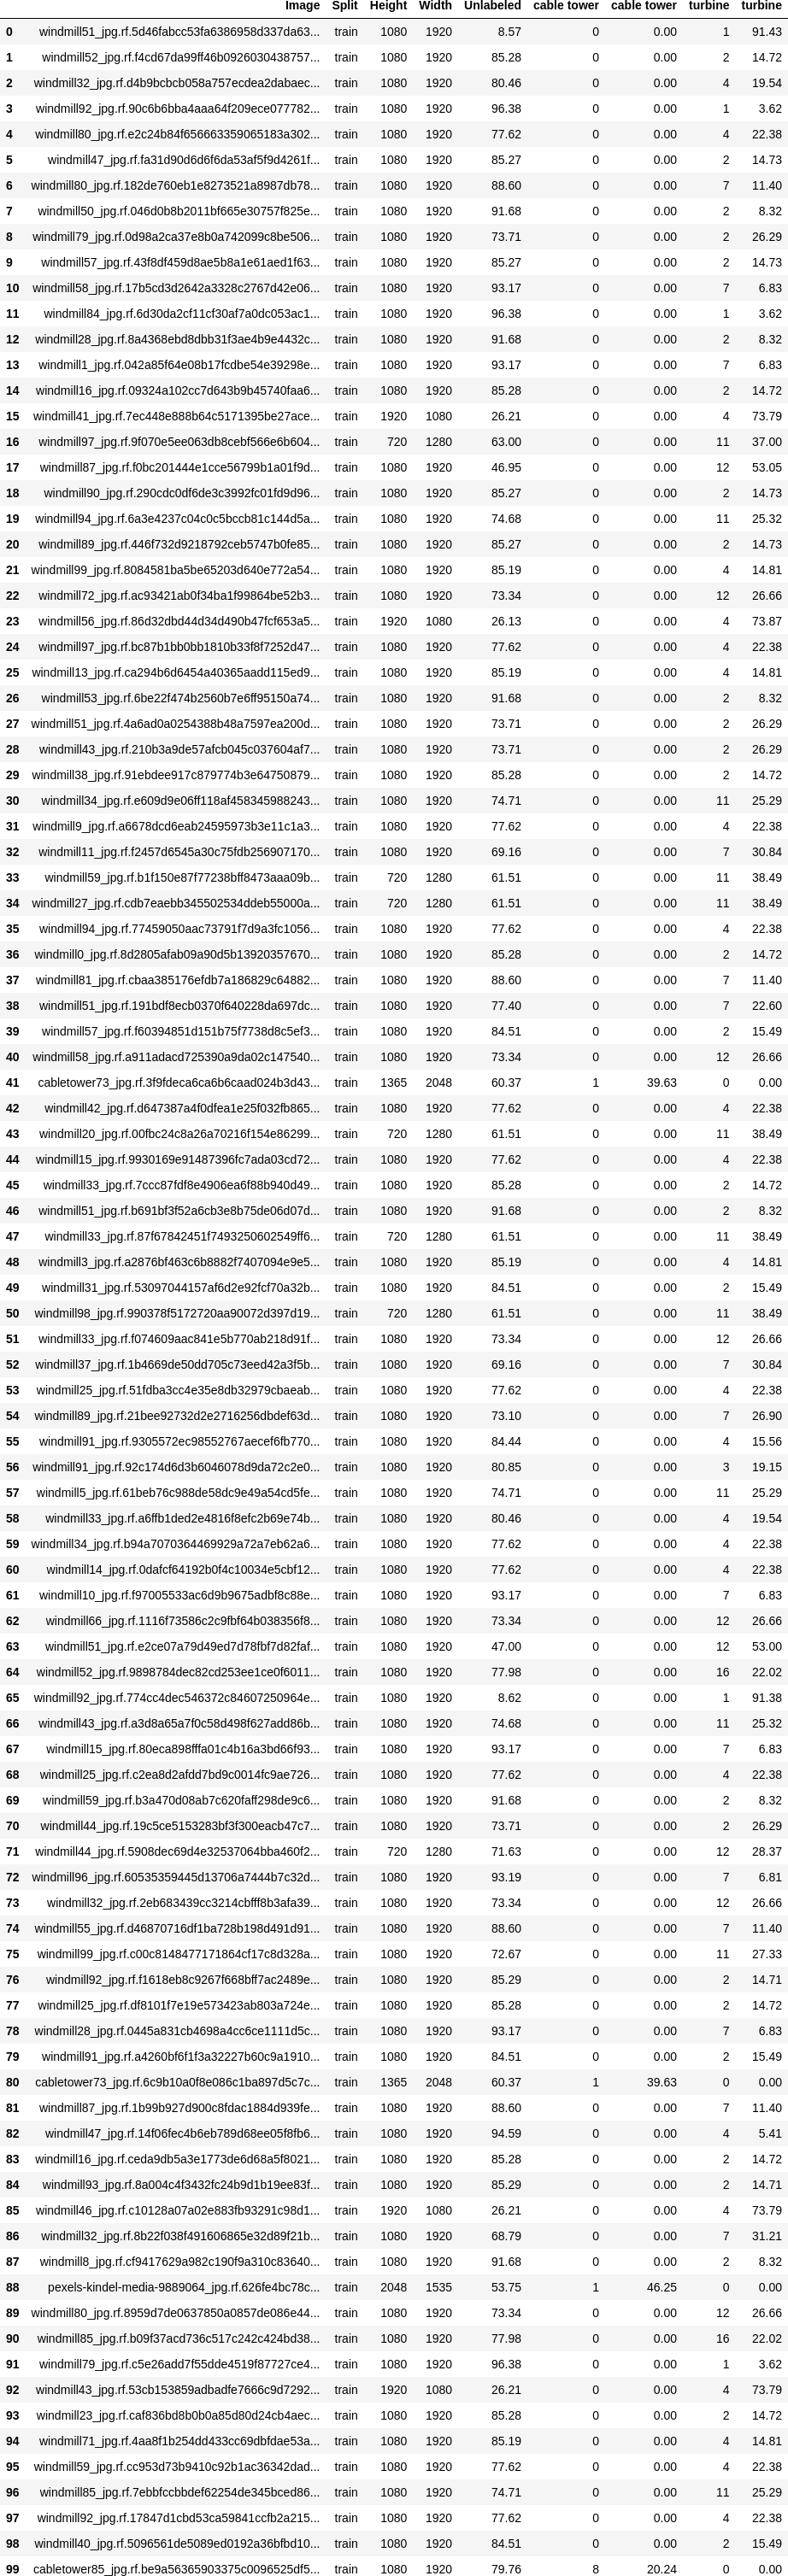 Image Split Height Width Unlabeled cable tower cable tower turbine turbine
0 windmill51_jpg.rf.5d46fabcc53fa6386958d337da63... train 1080 1920 8.57 0 0.00 1 91.43
1 windmill52_jpg.rf.f4cd67da99ff46b0926030438757... train 1080 1920 85.28 0 0.00 2 14.72
2 windmill32_jpg.rf.d4b9bcbcb058a757ecdea2dabaec... train 1080 1920 80.46 0 0.00 4 19.54
3 windmill92_jpg.rf.90c6b6bba4aaa64f209ece077782... train 1080 1920 96.38 0 0.00 1 3.62
4 windmill80_jpg.rf.e2c24b84f656663359065183a302... train 1080 1920 77.62 0 0.00 4 22.38
5 windmill47_jpg.rf.fa31d90d6d6f6da53af5f9d4261f... train 1080 1920 85.27 0 0.00 2 14.73
6 windmill80_jpg.rf.182de760eb1e8273521a8987db78... train 1080 1920 88.60 0 0.00 7 11.40
7 windmill50_jpg.rf.046d0b8b2011bf665e30757f825e... train 1080 1920 91.68 0 0.00 2 8.32
8 windmill79_jpg.rf.0d98a2ca37e8b0a742099c8be506... train 1080 1920 73.71 0 0.00 2 26.29
9 windmill57_jpg.rf.43f8df459d8ae5b8a1e61aed1f63... train 1080 1920 85.27 0 0.00 2 14.73
10 windmill58_jpg.rf.17b5cd3d2642a3328c2767d42e06... train 1080 1920 93.17 0 0.00 7 6.83
11 windmill84_jpg.rf.6d30da2cf11cf30af7a0dc053ac1... train 1080 1920 96.38 0 0.00 1 3.62
12 windmill28_jpg.rf.8a4368ebd8dbb31f3ae4b9e4432c... train 1080 1920 91.68 0 0.00 2 8.32
13 windmill1_jpg.rf.042a85f64e08b17fcdbe54e39298e... train 1080 1920 93.17 0 0.00 7 6.83
14 windmill16_jpg.rf.09324a102cc7d643b9b45740faa6... train 1080 1920 85.28 0 0.00 2 14.72
15 windmill41_jpg.rf.7ec448e888b64c5171395be27ace... train 1920 1080 26.21 0 0.00 4 73.79
16 windmill97_jpg.rf.9f070e5ee063db8cebf566e6b604... train 720 1280 63.00 0 0.00 11 37.00
17 windmill87_jpg.rf.f0bc201444e1cce56799b1a01f9d... train 1080 1920 46.95 0 0.00 12 53.05
18 windmill90_jpg.rf.290cdc0df6de3c3992fc01fd9d96... train 1080 1920 85.27 0 0.00 2 14.73
19 windmill94_jpg.rf.6a3e4237c04c0c5bccb81c144d5a... train 1080 1920 74.68 0 0.00 11 25.32
20 windmill89_jpg.rf.446f732d9218792ceb5747b0fe85... train 1080 1920 85.27 0 0.00 2 14.73
21 windmill99_jpg.rf.8084581ba5be65203d640e772a54... train 1080 1920 85.19 0 0.00 4 14.81
22 windmill72_jpg.rf.ac93421ab0f34ba1f99864be52b3... train 1080 1920 73.34 0 0.00 12 26.66
23 windmill56_jpg.rf.86d32dbd44d34d490b47fcf653a5... train 1920 1080 26.13 0 0.00 4 73.87
24 windmill97_jpg.rf.bc87b1bb0bb1810b33f8f7252d47... train 1080 1920 77.62 0 0.00 4 22.38
25 windmill13_jpg.rf.ca294b6d6454a40365aadd115ed9... train 1080 1920 85.19 0 0.00 4 14.81
26 windmill53_jpg.rf.6be22f474b2560b7e6ff95150a74... train 1080 1920 91.68 0 0.00 2 8.32
27 windmill51_jpg.rf.4a6ad0a0254388b48a7597ea200d... train 1080 1920 73.71 0 0.00 2 26.29
28 windmill43_jpg.rf.210b3a9de57afcb045c037604af7... train 1080 1920 73.71 0 0.00 2 26.29
29 windmill38_jpg.rf.91ebdee917c879774b3e64750879... train 1080 1920 85.28 0 0.00 2 14.72
30 windmill34_jpg.rf.e609d9e06ff118af458345988243... train 1080 1920 74.71 0 0.00 11 25.29
31 windmill9_jpg.rf.a6678dcd6eab24595973b3e11c1a3... train 1080 1920 77.62 0 0.00 4 22.38
32 windmill11_jpg.rf.f2457d6545a30c75fdb256907170... train 1080 1920 69.16 0 0.00 7 30.84
33 windmill59_jpg.rf.b1f150e87f77238bff8473aaa09b... train 720 1280 61.51 0 0.00 11 38.49
34 windmill27_jpg.rf.cdb7eaebb345502534ddeb55000a... train 720 1280 61.51 0 0.00 11 38.49
35 windmill94_jpg.rf.77459050aac73791f7d9a3fc1056... train 1080 1920 77.62 0 0.00 4 22.38
36 windmill0_jpg.rf.8d2805afab09a90d5b13920357670... train 1080 1920 85.28 0 0.00 2 14.72
37 windmill81_jpg.rf.cbaa385176efdb7a186829c64882... train 1080 1920 88.60 0 0.00 7 11.40
38 windmill51_jpg.rf.191bdf8ecb0370f640228da697dc... train 1080 1920 77.40 0 0.00 7 22.60
39 windmill57_jpg.rf.f60394851d151b75f7738d8c5ef3... train 1080 1920 84.51 0 0.00 2 15.49
40 windmill58_jpg.rf.a911adacd725390a9da02c147540... train 1080 1920 73.34 0 0.00 12 26.66
41 cabletower73_jpg.rf.3f9fdeca6ca6b6caad024b3d43... train 1365 2048 60.37 1 39.63 0 0.00
42 windmill42_jpg.rf.d647387a4f0dfea1e25f032fb865... train 1080 1920 77.62 0 0.00 4 22.38
43 windmill20_jpg.rf.00fbc24c8a26a70216f154e86299... train 720 1280 61.51 0 0.00 11 38.49
44 windmill15_jpg.rf.9930169e91487396fc7ada03cd72... train 1080 1920 77.62 0 0.00 4 22.38
45 windmill33_jpg.rf.7ccc87fdf8e4906ea6f88b940d49... train 1080 1920 85.28 0 0.00 2 14.72
46 windmill51_jpg.rf.b691bf3f52a6cb3e8b75de06d07d... train 1080 1920 91.68 0 0.00 2 8.32
47 windmill33_jpg.rf.87f67842451f7493250602549ff6... train 720 1280 61.51 0 0.00 11 38.49
48 windmill3_jpg.rf.a2876bf463c6b8882f7407094e9e5... train 1080 1920 85.19 0 0.00 4 14.81
49 windmill31_jpg.rf.53097044157af6d2e92fcf70a32b... train 1080 1920 84.51 0 0.00 2 15.49
50 windmill98_jpg.rf.990378f5172720aa90072d397d19... train 720 1280 61.51 0 0.00 11 38.49
51 windmill33_jpg.rf.f074609aac841e5b770ab218d91f... train 1080 1920 73.34 0 0.00 12 26.66
52 windmill37_jpg.rf.1b4669de50dd705c73eed42a3f5b... train 1080 1920 69.16 0 0.00 7 30.84
53 windmill25_jpg.rf.51fdba3cc4e35e8db32979cbaeab... train 1080 1920 77.62 0 0.00 4 22.38
54 windmill89_jpg.rf.21bee92732d2e2716256dbdef63d... train 1080 1920 73.10 0 0.00 7 26.90
55 windmill91_jpg.rf.9305572ec98552767aecef6fb770... train 1080 1920 84.44 0 0.00 4 15.56
56 windmill91_jpg.rf.92c174d6d3b6046078d9da72c2e0... train 1080 1920 80.85 0 0.00 3 19.15
57 windmill5_jpg.rf.61beb76c988de58dc9e49a54cd5fe... train 1080 1920 74.71 0 0.00 11 25.29
58 windmill33_jpg.rf.a6ffb1ded2e4816f8efc2b69e74b... train 1080 1920 80.46 0 0.00 4 19.54
59 windmill34_jpg.rf.b94a7070364469929a72a7eb62a6... train 1080 1920 77.62 0 0.00 4 22.38
60 windmill14_jpg.rf.0dafcf64192b0f4c10034e5cbf12... train 1080 1920 77.62 0 0.00 4 22.38
61 windmill10_jpg.rf.f97005533ac6d9b9675adbf8c88e... train 1080 1920 93.17 0 0.00 7 6.83
62 windmill66_jpg.rf.1116f73586c2c9fbf64b038356f8... train 1080 1920 73.34 0 0.00 12 26.66
63 windmill51_jpg.rf.e2ce07a79d49ed7d78fbf7d82faf... train 1080 1920 47.00 0 0.00 12 53.00
64 windmill52_jpg.rf.9898784dec82cd253ee1ce0f6011... train 1080 1920 77.98 0 0.00 16 22.02
65 windmill92_jpg.rf.774cc4dec546372c84607250964e... train 1080 1920 8.62 0 0.00 1 91.38
66 windmill43_jpg.rf.a3d8a65a7f0c58d498f627add86b... train 1080 1920 74.68 0 0.00 11 25.32
67 windmill15_jpg.rf.80eca898fffa01c4b16a3bd66f93... train 1080 1920 93.17 0 0.00 7 6.83
68 windmill25_jpg.rf.c2ea8d2afdd7bd9c0014fc9ae726... train 1080 1920 77.62 0 0.00 4 22.38
69 windmill59_jpg.rf.b3a470d08ab7c620faff298de9c6... train 1080 1920 91.68 0 0.00 2 8.32
70 windmill44_jpg.rf.19c5ce5153283bf3f300eacb47c7... train 1080 1920 73.71 0 0.00 2 26.29
71 windmill44_jpg.rf.5908dec69d4e32537064bba460f2... train 720 1280 71.63 0 0.00 12 28.37
72 windmill96_jpg.rf.60535359445d13706a7444b7c32d... train 1080 1920 93.19 0 0.00 7 6.81
73 windmill32_jpg.rf.2eb683439cc3214cbfff8b3afa39... train 1080 1920 73.34 0 0.00 12 26.66
74 windmill55_jpg.rf.d46870716df1ba728b198d491d91... train 1080 1920 88.60 0 0.00 7 11.40
75 windmill99_jpg.rf.c00c8148477171864cf17c8d328a... train 1080 1920 72.67 0 0.00 11 27.33
76 windmill92_jpg.rf.f1618eb8c9267f668bff7ac2489e... train 1080 1920 85.29 0 0.00 2 14.71
77 windmill25_jpg.rf.df8101f7e19e573423ab803a724e... train 1080 1920 85.28 0 0.00 2 14.72
78 windmill28_jpg.rf.0445a831cb4698a4cc6ce1111d5c... train 1080 1920 93.17 0 0.00 7 6.83
79 windmill91_jpg.rf.a4260bf6f1f3a32227b60c9a1910... train 1080 1920 84.51 0 0.00 2 15.49
80 cabletower73_jpg.rf.6c9b10a0f8e086c1ba897d5c7c... train 1365 2048 60.37 1 39.63 0 0.00
81 windmill87_jpg.rf.1b99b927d900c8fdac1884d939fe... train 1080 1920 88.60 0 0.00 7 11.40
82 windmill47_jpg.rf.14f06fec4b6eb789d68ee05f8fb6... train 1080 1920 94.59 0 0.00 4 5.41
83 windmill16_jpg.rf.ceda9db5a3e1773de6d68a5f8021... train 1080 1920 85.28 0 0.00 2 14.72
84 windmill93_jpg.rf.8a004c4f3432fc24b9d1b19ee83f... train 1080 1920 85.29 0 0.00 2 14.71
85 windmill46_jpg.rf.c10128a07a02e883fb93291c98d1... train 1920 1080 26.21 0 0.00 4 73.79
86 windmill32_jpg.rf.8b22f038f491606865e32d89f21b... train 1080 1920 68.79 0 0.00 7 31.21
87 windmill8_jpg.rf.cf9417629a982c190f9a310c83640... train 1080 1920 91.68 0 0.00 2 8.32
88 pexels-kindel-media-9889064_jpg.rf.626fe4bc78c... train 2048 1535 53.75 1 46.25 0 0.00
89 windmill80_jpg.rf.8959d7de0637850a0857de086e44... train 1080 1920 73.34 0 0.00 12 26.66
90 windmill85_jpg.rf.b09f37acd736c517c242c424bd38... train 1080 1920 77.98 0 0.00 16 22.02
91 windmill79_jpg.rf.c5e26add7f55dde4519f87727ce4... train 1080 1920 96.38 0 0.00 1 3.62
92 windmill43_jpg.rf.53cb153859adbadfe7666c9d7292... train 1920 1080 26.21 0 0.00 4 73.79
93 windmill23_jpg.rf.caf836bd8b0b0a85d80d24cb4aec... train 1080 1920 85.28 0 0.00 2 14.72
94 windmill71_jpg.rf.4aa8f1b254dd433cc69dbfdae53a... train 1080 1920 85.19 0 0.00 4 14.81
95 windmill59_jpg.rf.cc953d73b9410c92b1ac36342dad... train 1080 1920 77.62 0 0.00 4 22.38
96 windmill85_jpg.rf.7ebbfccbbdef62254de345bced86... train 1080 1920 74.71 0 0.00 11 25.29
97 windmill92_jpg.rf.17847d1cbd53ca59841ccfb2a215... train 1080 1920 77.62 0 0.00 4 22.38
98 windmill40_jpg.rf.5096561de5089ed0192a36bfbd10... train 1080 1920 84.51 0 0.00 2 15.49
99 cabletower85_jpg.rf.be9a56365903375c0096525df5... train 1080 1920 79.76 8 20.24 0 0.00